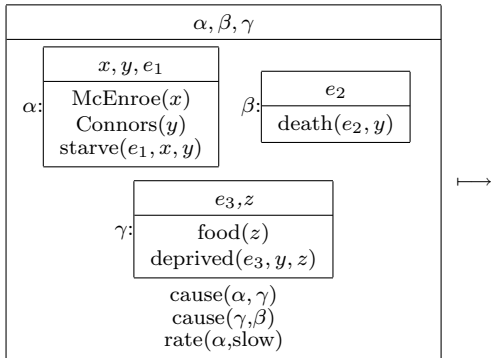 α, β, γ
x, y, e₁
α:
McEnroe(x)
Connors(y)
starve(e₁, x, y)
e₂
β:
death(e₂, y)
e₃,z
γ:
food(z)
deprived(e₃, y, z)
cause(α, γ)
cause(γ,β)
rate(α,slow)
⟼